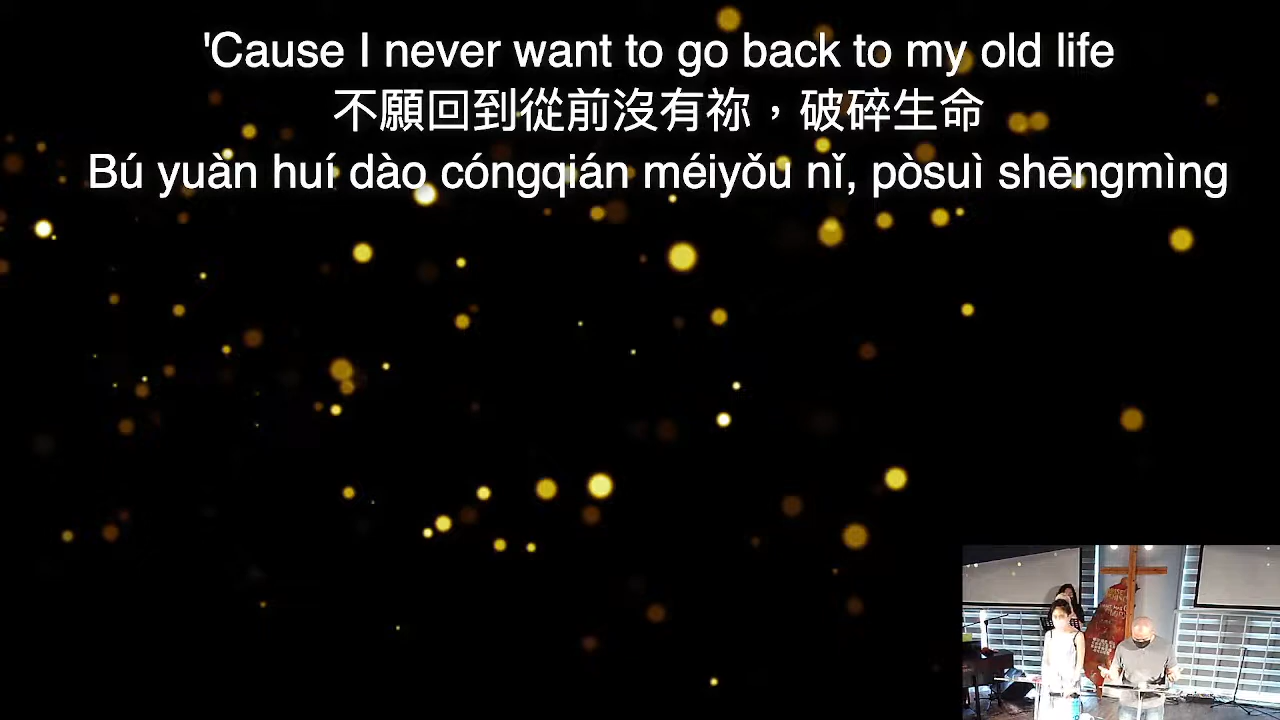 'Cause I never want to go back to my old life
不願回到從前沒有祢，破碎生命
Bú yuàn huí dào cóngqián méiyǒu nǐ, pòsuì shēngmìng